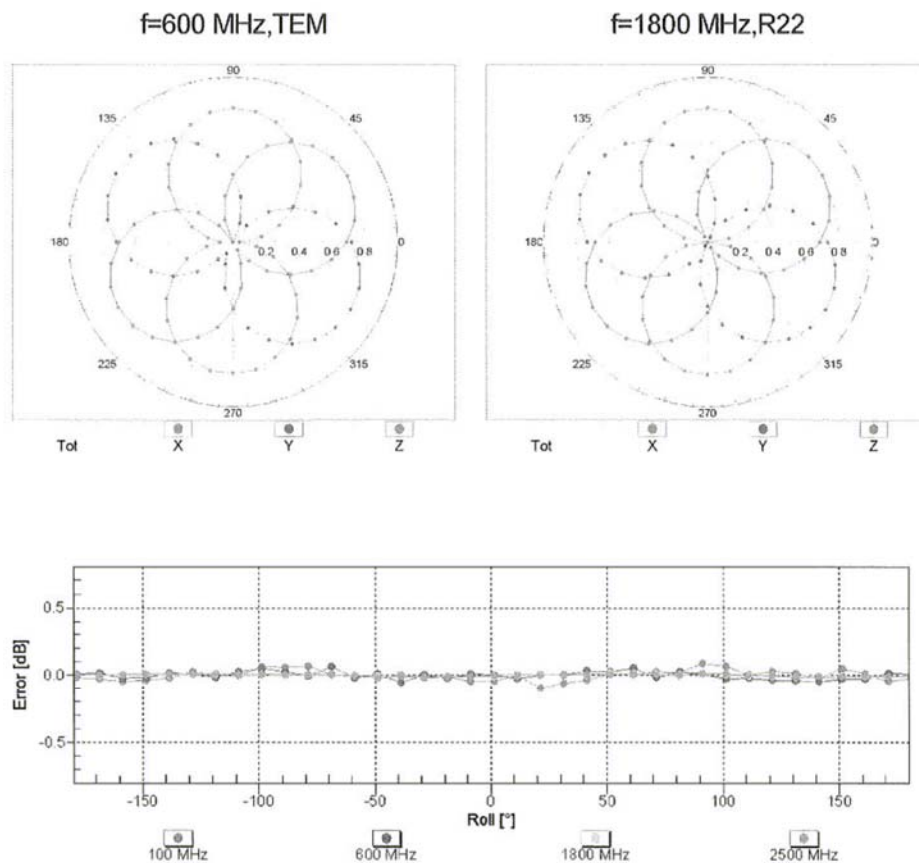 f=600 MHz,TEM
f=1800 MHz,R22
90
135
45
180
0.2 0.4 0.6 0.8
0
225
315
270
Tot X Y Z
90
135
45
180
0.2 0.4 0.6 0.8
0
225
315
270
Tot X Y Z
Error [dB]
0.5
0.0
-0.5
-150 -100 -50 0 50 100 150
Roll [°]
100 MHz 600 MHz 1800 MHz 2500 MHz